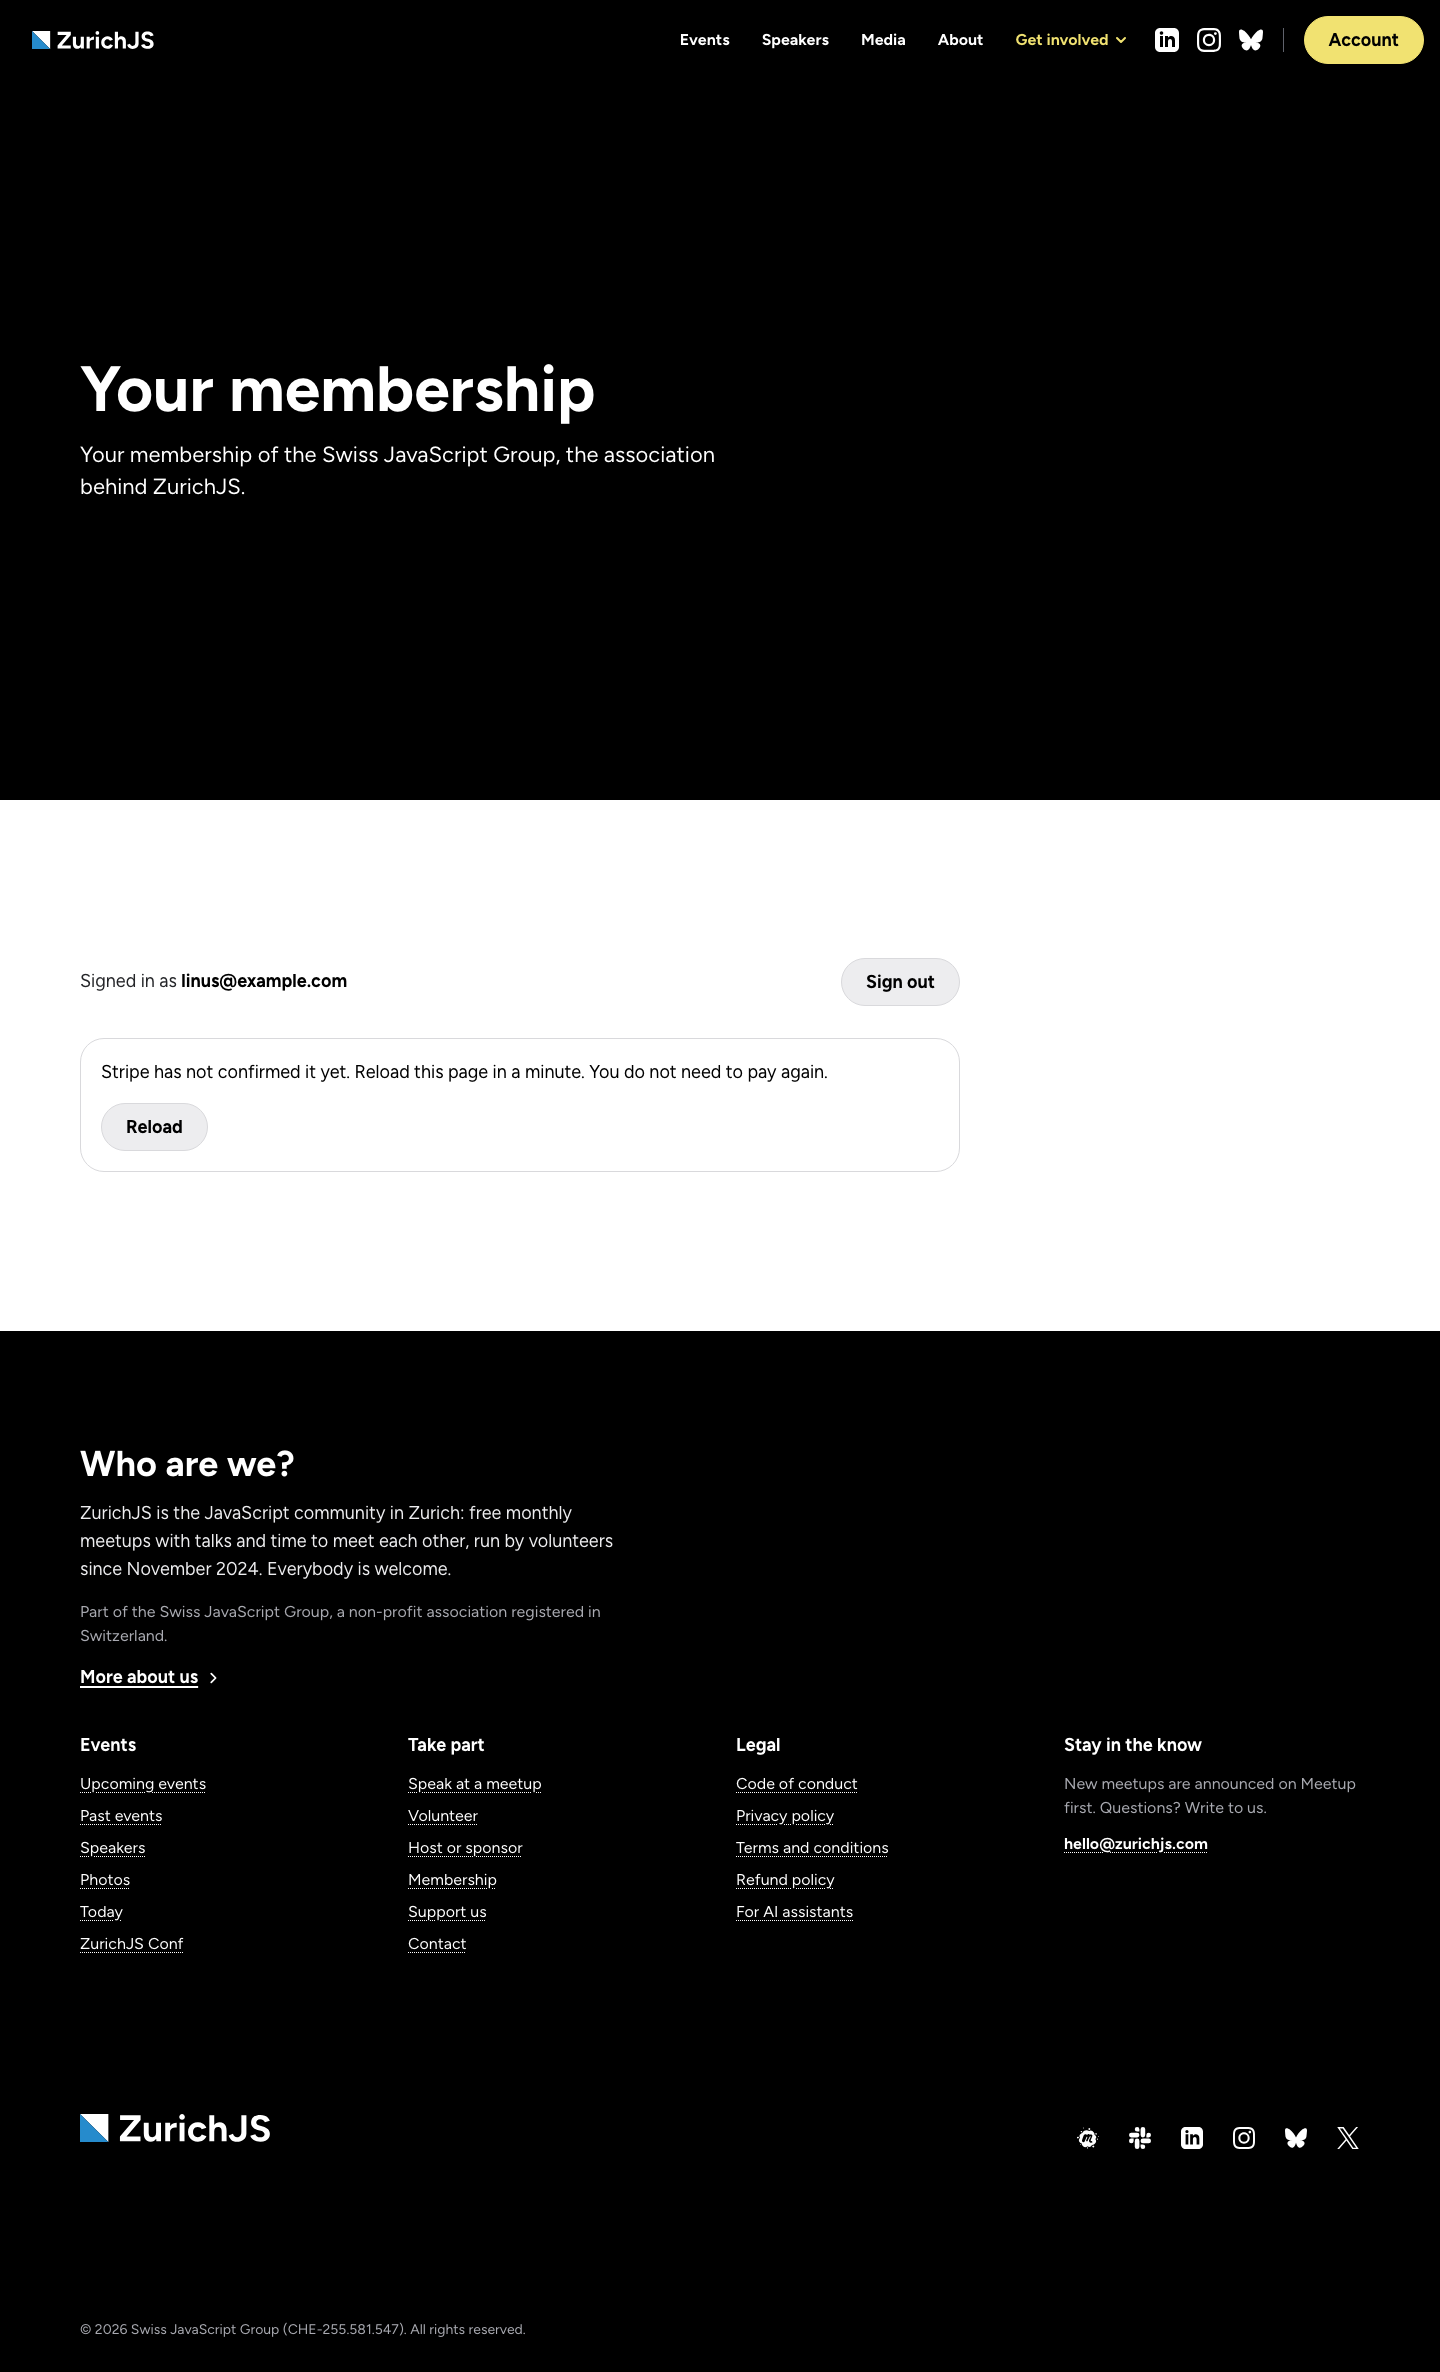 ZurichJS
Events
Speakers
Media
About
Get involved
Account
Your membership
Your membership of the Swiss JavaScript Group, the association
behind ZurichJS.
Signed in as linus@example.com
Sign out
Stripe has not confirmed it yet. Reload this page in a minute. You do not need to pay again.
Reload
Who are we?
ZurichJS is the JavaScript community in Zurich: free monthly
meetups with talks and time to meet each other, run by volunteers
since November 2024. Everybody is welcome.
Part of the Swiss JavaScript Group, a non-profit association registered in
Switzerland.
More about us
Events
Upcoming events
Past events
Speakers
Photos
Today
ZurichJS Conf
Take part
Speak at a meetup
Volunteer
Host or sponsor
Membership
Support us
Contact
Legal
Code of conduct
Privacy policy
Terms and conditions
Refund policy
For AI assistants
Stay in the know
New meetups are announced on Meetup
first. Questions? Write to us.
hello@zurichjs.com
ZurichJS
© 2026 Swiss JavaScript Group (CHE-255.581.547). All rights reserved.